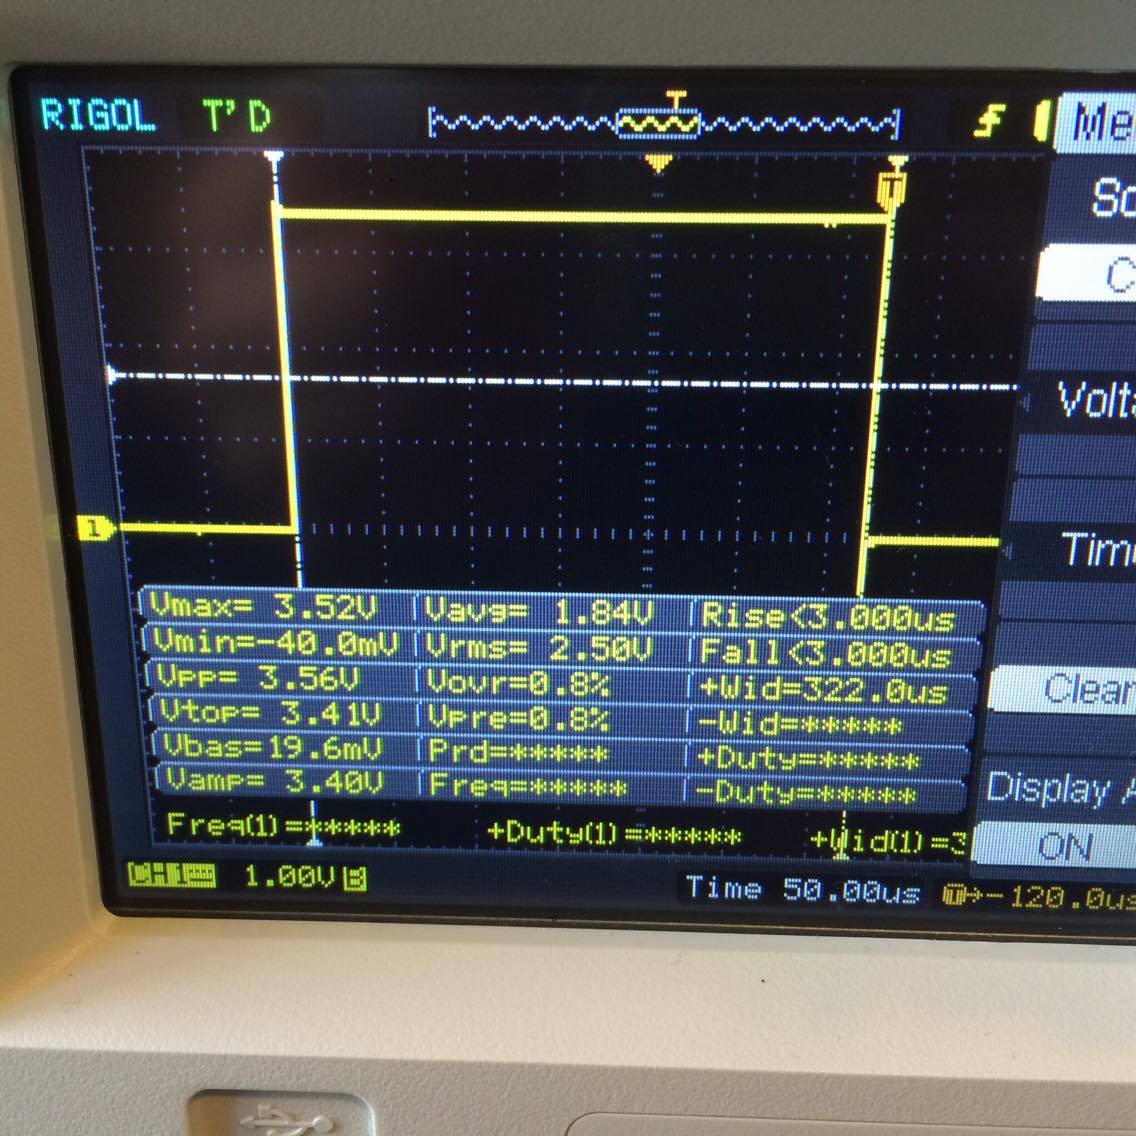 RIGOL T'D T Me
So
C
T
Volta
1
Time
Vmax= 3.52V Vavg= 1.84V Rise<3.000us
Vmin=-40.0mV Vrms= 2.50V Fall<3.000us
Vpp= 3.56V Vovr=0.8% +Wid=322.0us
Vtop= 3.41V Vpre=0.8% -Wid=*****
Vbas=19.6mV Prd=***** +Duty=*****
Vamp= 3.40V Freq=***** -Duty=*****
Clear
Display A
Freq(1)=***** +Duty(1)=***** +Wid(1)=3
ON
CH1 1.00V B Time 50.00us T→-120.0us